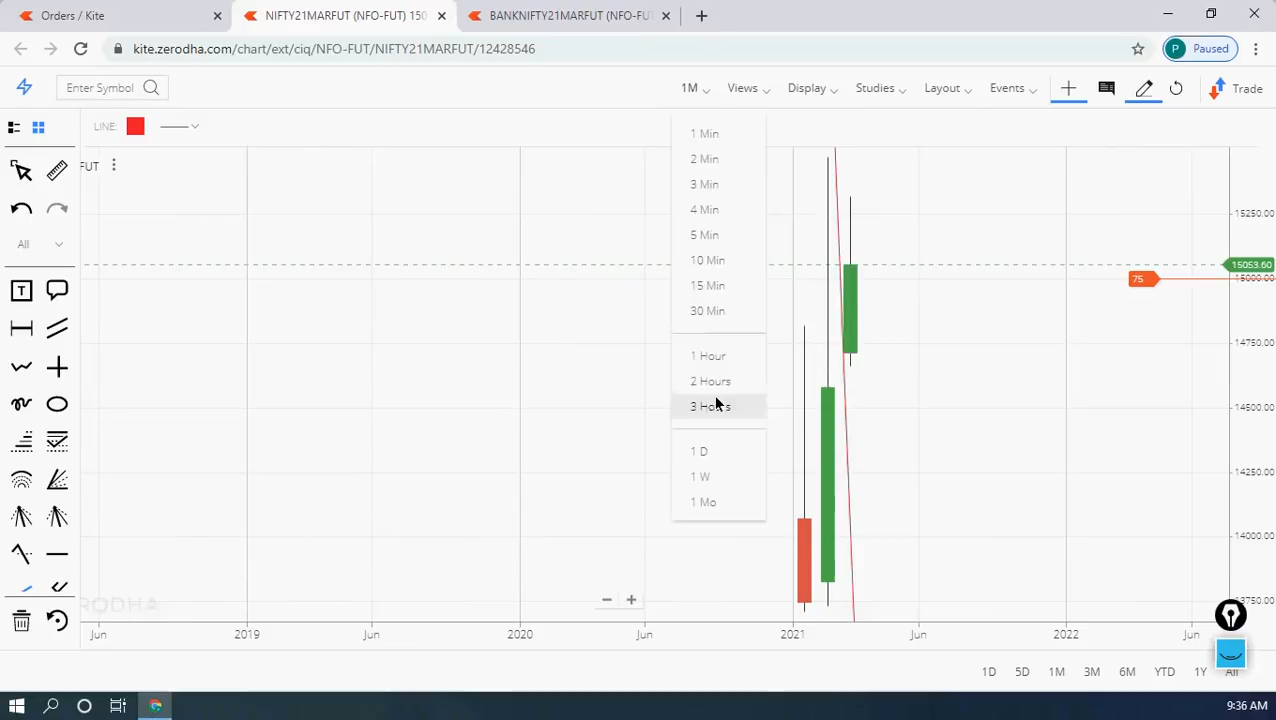 Orders / Kite
NIFTY21MARFUT (NFO-FUT) 150
BANKNIFTY21MARFUT (NFO-FU
kite.zerodha.com/chart/ext/ciq/NFO-FUT/NIFTY21MARFUT/12428546
P Paused
Enter Symbol
1M
Views
Display
Studies
Layout
Events
Trade
LINE:
FUT
1 Min
2 Min
3 Min
4 Min
5 Min
10 Min
15 Min
30 Min
1 Hour
2 Hours
3 Hours
1 D
1 W
1 Mo
All
T
15250.00
15053.60
75
15000.00
14750.00
14500.00
14250.00
14000.00
13750.00
RODHA
Jun
2019
Jun
2020
Jun
2021
Jun
2022
Jun
1D
5D
1M
3M
6M
YTD
1Y
All
9:36 AM